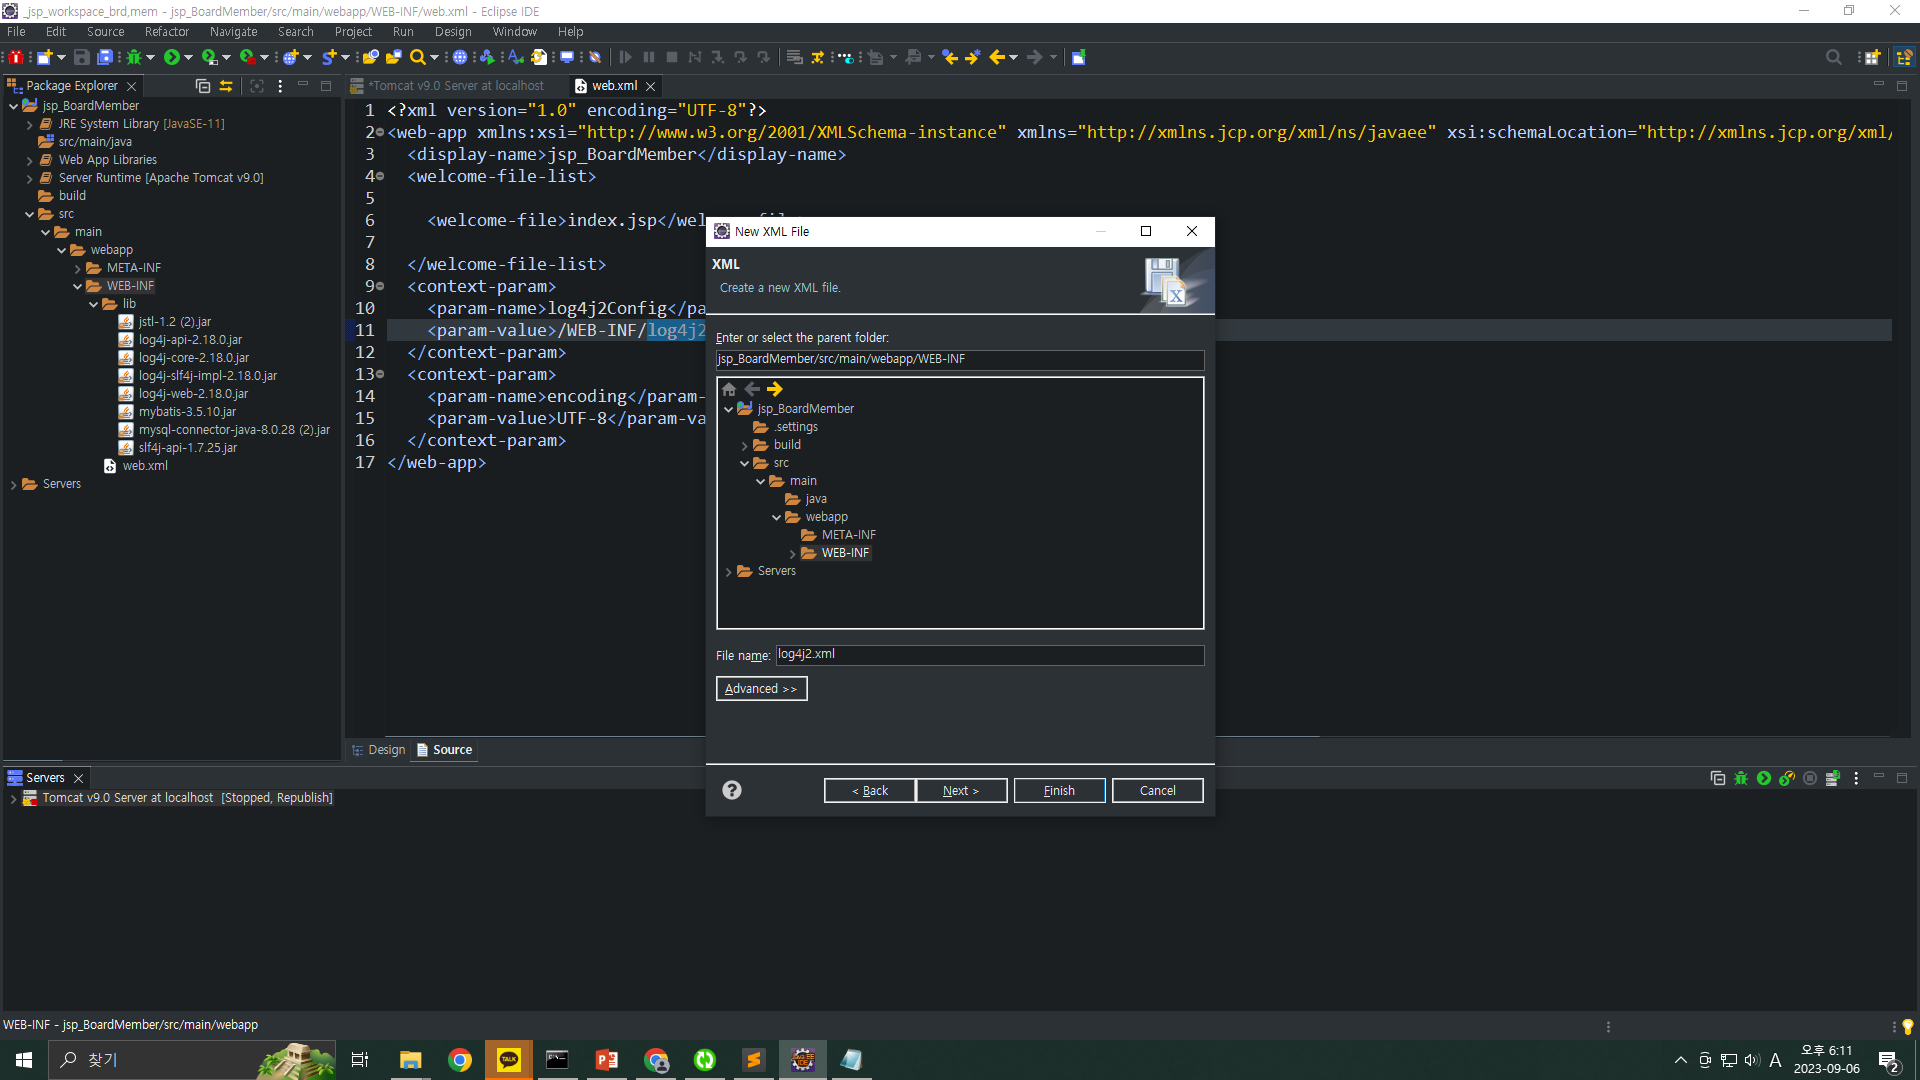 _jsp_workspace_brd,mem - jsp_BoardMember/src/main/webapp/WEB-INF/web.xml - Eclipse IDE
File Edit Source Refactor Navigate Search Project Run Design Window Help
Package Explorer
*Tomcat v9.0 Server at localhost
web.xml
jsp_BoardMember
JRE System Library [JavaSE-11]
src/main/java
Web App Libraries
Server Runtime [Apache Tomcat v9.0]
build
src
main
webapp
META-INF
WEB-INF
lib
jstl-1.2 (2).jar
log4j-api-2.18.0.jar
log4j-core-2.18.0.jar
log4j-slf4j-impl-2.18.0.jar
log4j-web-2.18.0.jar
mybatis-3.5.10.jar
mysql-connector-java-8.0.28 (2).jar
slf4j-api-1.7.25.jar
web.xml
Servers
1 <?xml version="1.0" encoding="UTF-8"?>
2 <web-app xmlns:xsi="http://www.w3.org/2001/XMLSchema-instance" xmlns="http://xmlns.jcp.org/xml/ns/javaee" xsi:schemaLocation="http://xmlns.jcp.org/xml/
3 <display-name>jsp_BoardMember</display-name>
4 <welcome-file-list>
5
6 <welcome-file>index.jsp</wel
7
8 </welcome-file-list>
9 <context-param>
10 <param-name>log4j2Config</pa
11 <param-value>/WEB-INF/log4j2
12 </context-param>
13 <context-param>
14 <param-name>encoding</param-
15 <param-value>UTF-8</param-va
16 </context-param>
17 </web-app>
Design Source
New XML File
XML
Create a new XML file.
Enter or select the parent folder:
jsp_BoardMember/src/main/webapp/WEB-INF
jsp_BoardMember
.settings
build
src
main
java
webapp
META-INF
WEB-INF
Servers
File name: log4j2.xml
Advanced >>
< Back Next > Finish Cancel
Servers
Tomcat v9.0 Server at localhost [Stopped, Republish]
WEB-INF - jsp_BoardMember/src/main/webapp
찾기
TALK
A
오후 6:11
2023-09-06
2